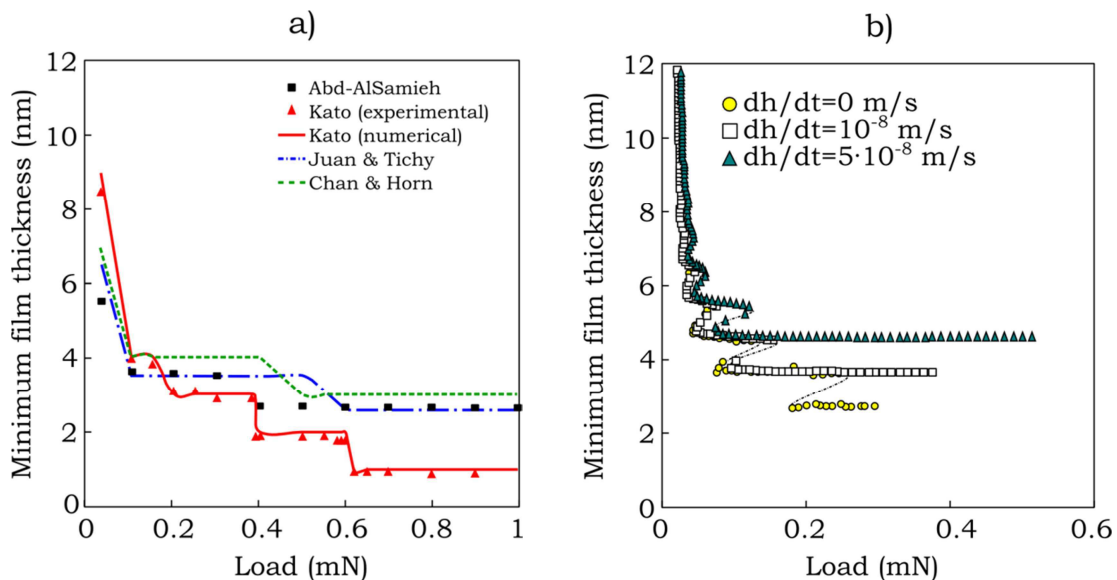 a)
Minimum film thickness (nm)
12
10
8
6
4
2
0
Abd-AlSamieh
Kato (experimental)
Kato (numerical)
Juan & Tichy
Chan & Horn
0
0.2
0.4
0.6
0.8
1
Load (mN)
b)
Minimum film thickness (nm)
12
10
8
6
4
2
0
dh/dt=0 m/s
dh/dt=10⁻⁸ m/s
dh/dt=5·10⁻⁸ m/s
0
0.2
0.4
0.6
Load (mN)